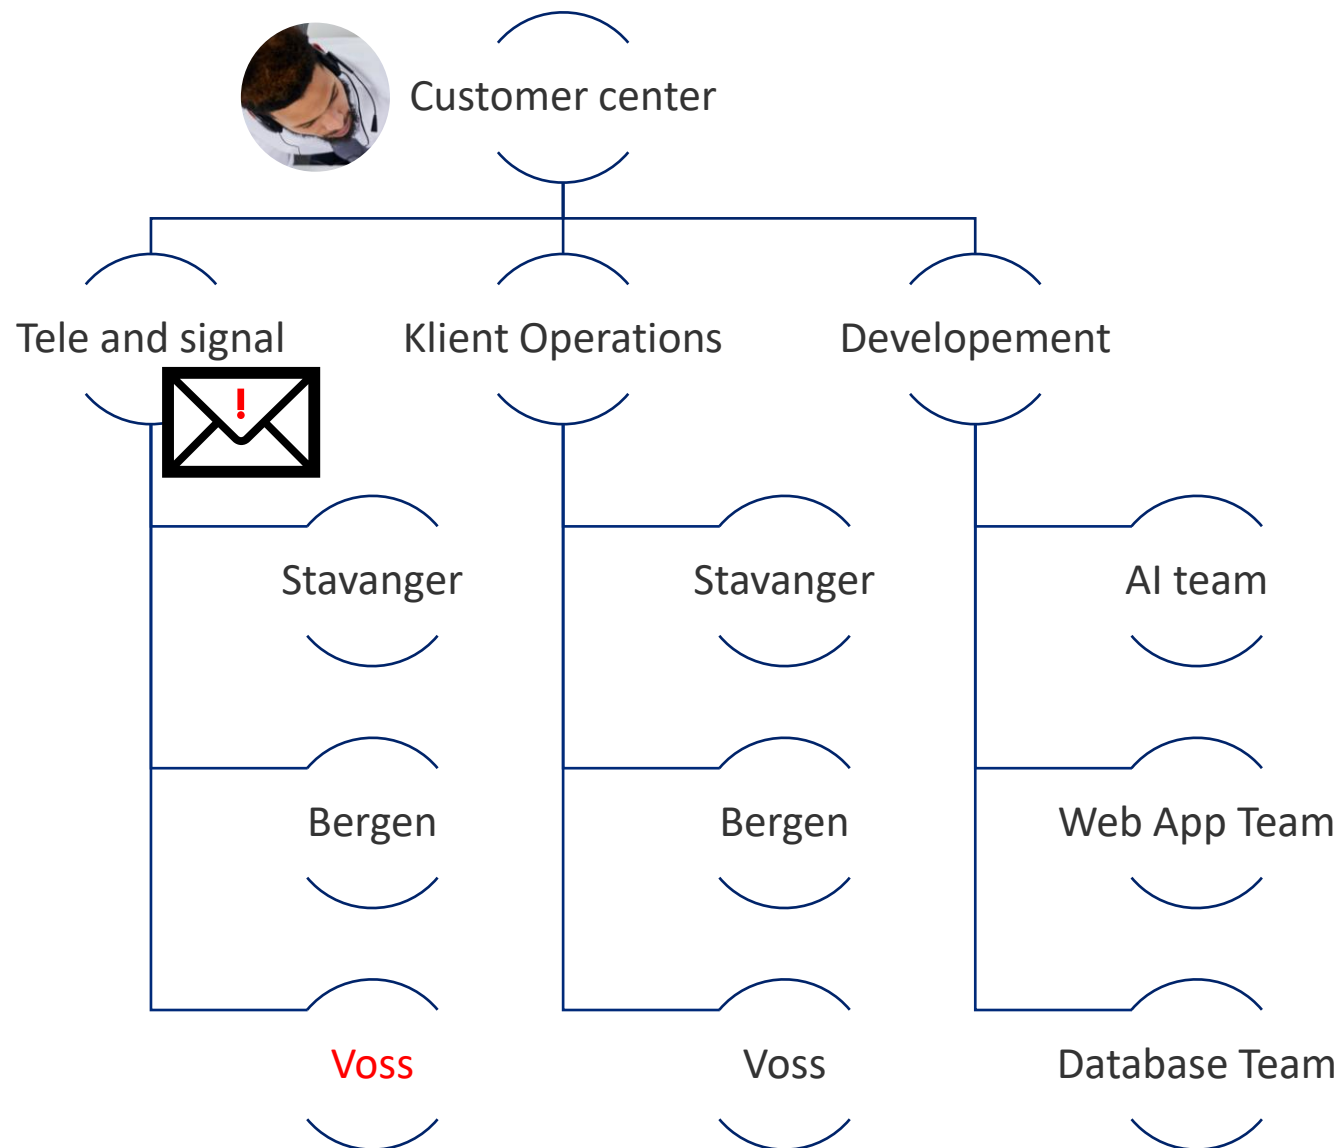 Customer center
Tele and signal
Klient Operations
Developement
!
Stavanger
Stavanger
AI team
Bergen
Bergen
Web App Team
Voss
Voss
Database Team